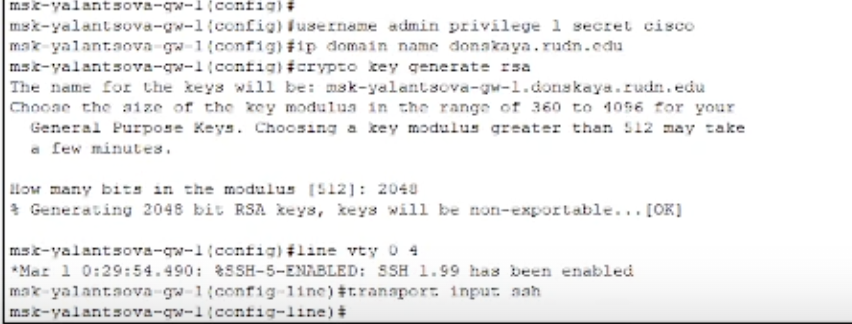 msk-yalantsova-gw-1(config)#
msk-yalantsova-gw-1(config)#username admin privilege 1 secret cisco
msk-yalantsova-gw-1(config)#ip domain name donskaya.rudn.edu
msk-yalantsova-gw-1(config)#crypto key generate rsa
The name for the keys will be: msk-yalantsova-gw-1.donskaya.rudn.edu
Choose the size of the key modulus in the range of 360 to 4096 for your
General Purpose Keys. Choosing a key modulus greater than 512 may take
a few minutes.
How many bits in the modulus [512]: 2048
% Generating 2048 bit RSA keys, keys will be non-exportable...[OK]
msk-yalantsova-gw-1(config)#line vty 0 4
*Mar 1 0:29:54.490: %SSH-5-ENABLED: SSH 1.99 has been enabled
msk-yalantsova-gw-1(config-line)#transport input ssh
msk-yalantsova-gw-1(config-line)#